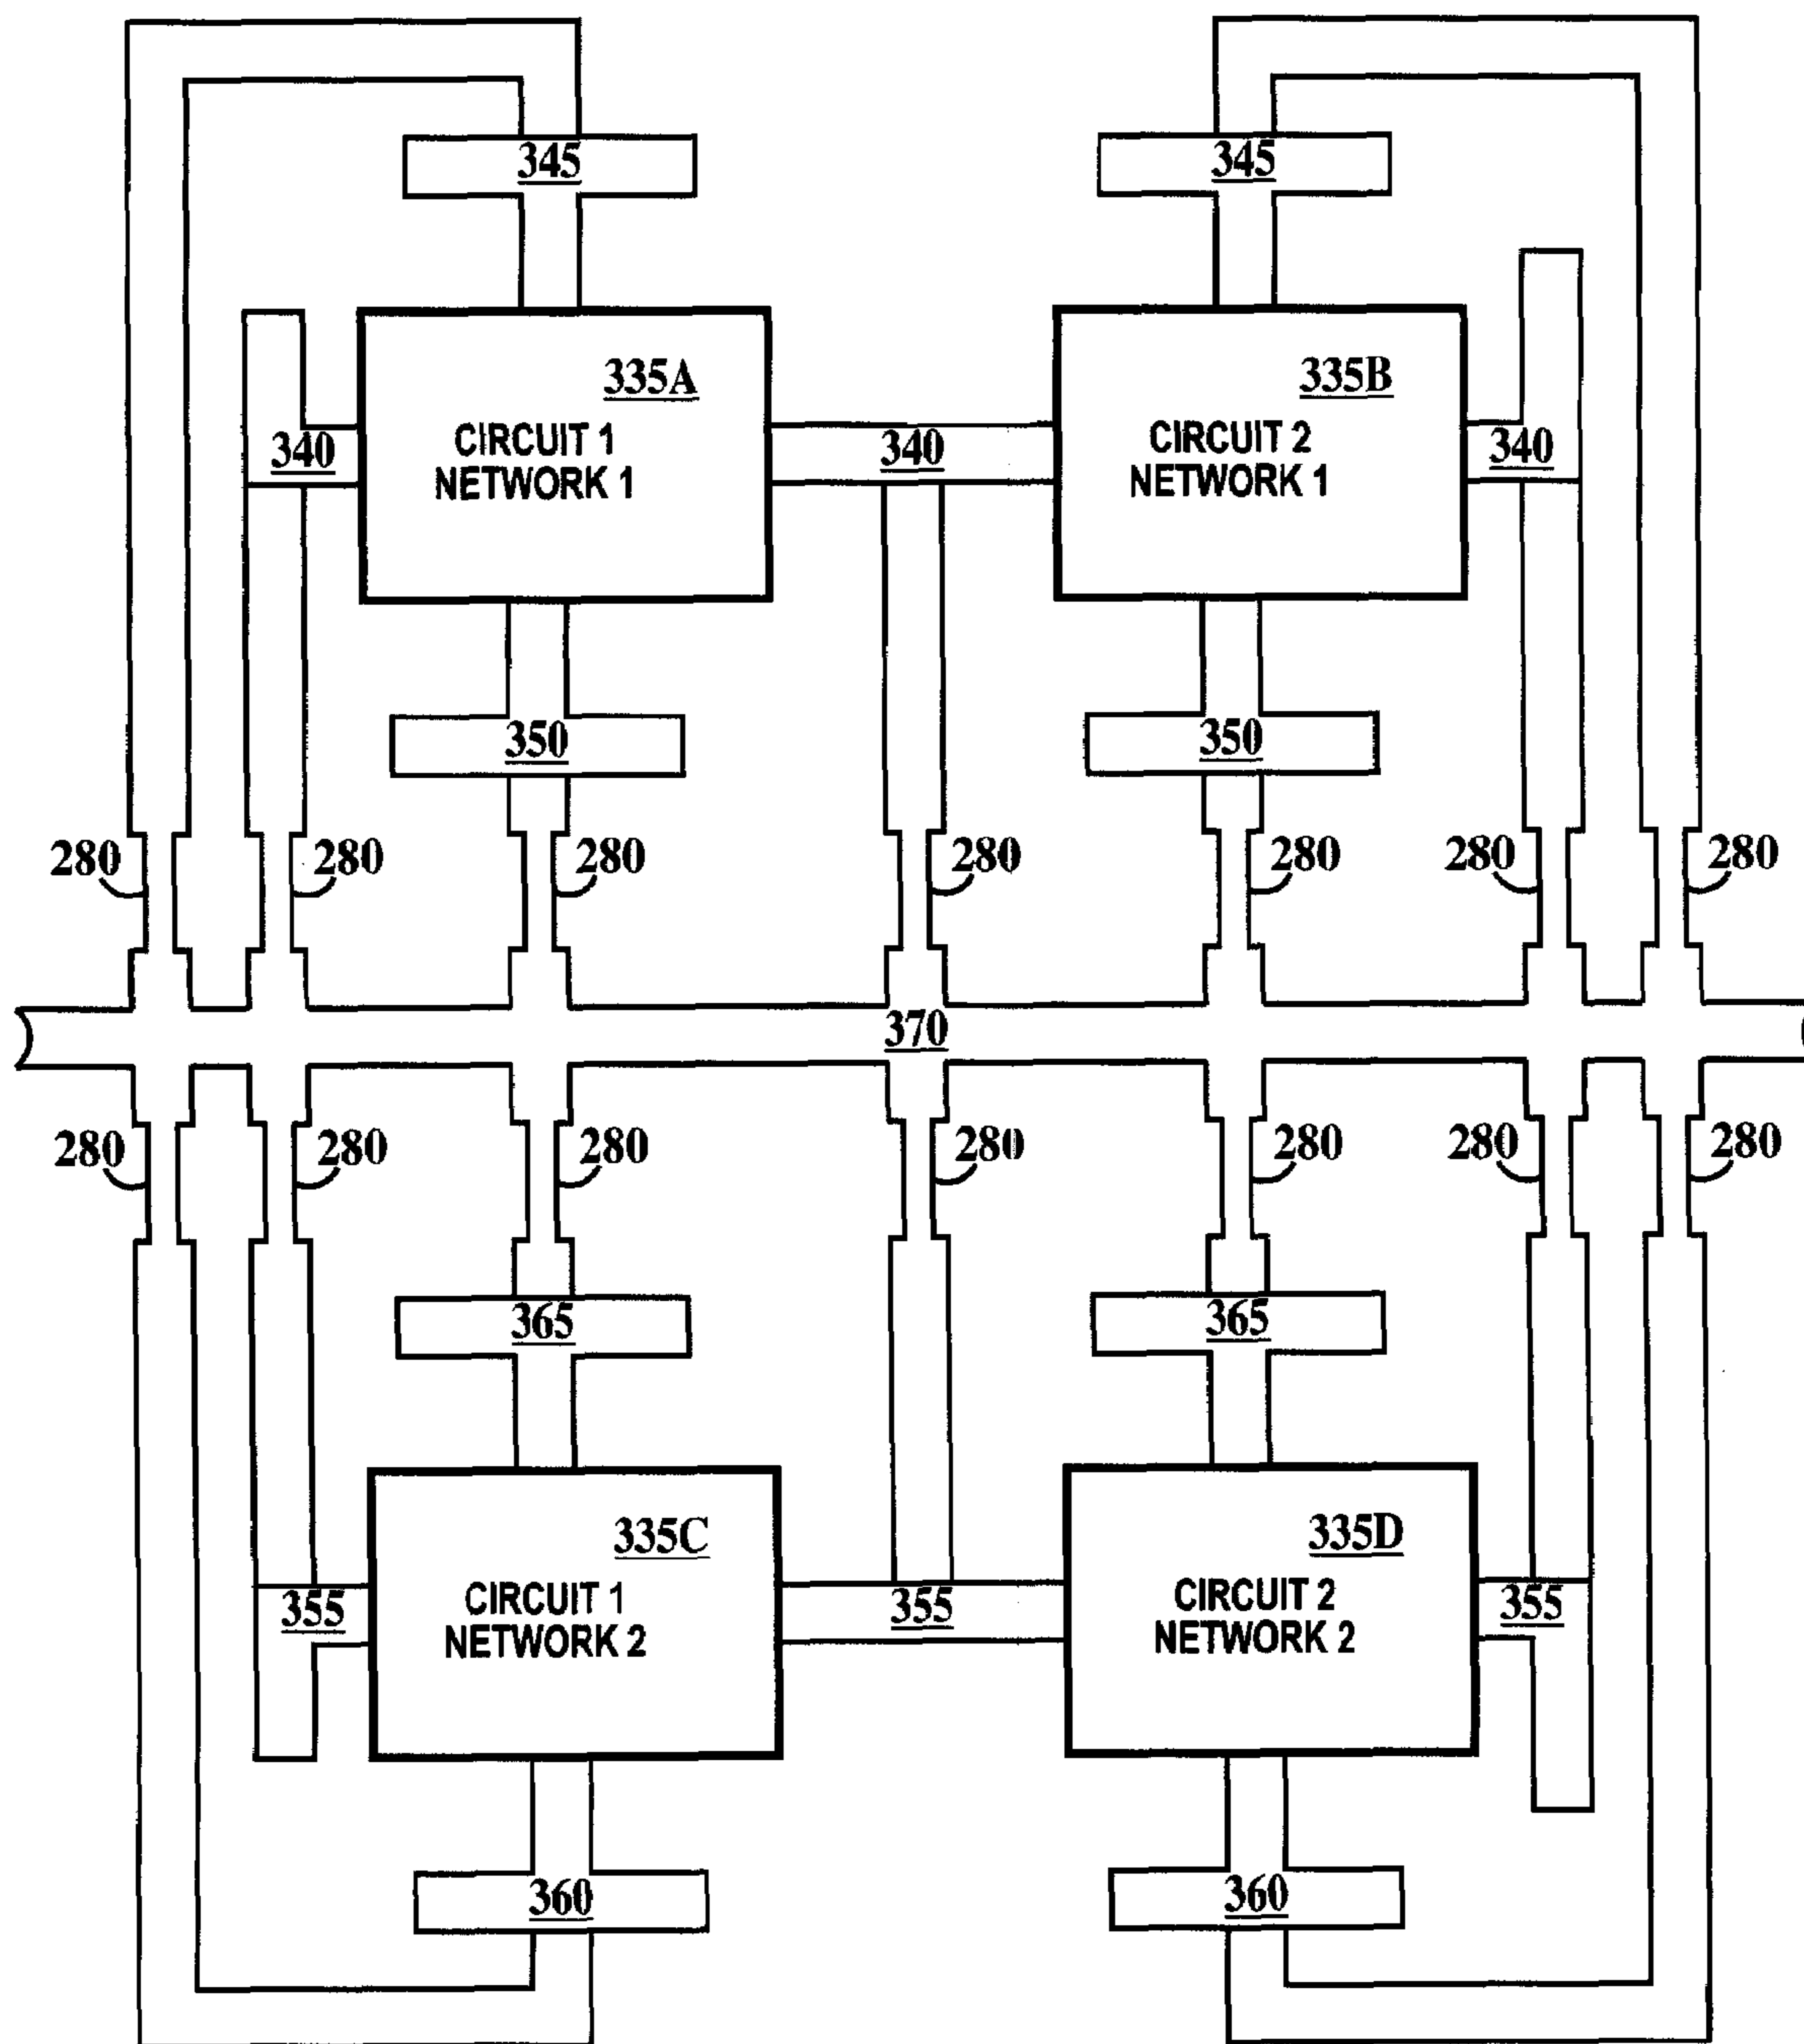 345 345
335A 335B
340 CIRCUIT 1 340 CIRCUIT 2 340
NETWORK 1 NETWORK 1
350 350
280 280 280 280 280 280 280
370
280 280 280 280 280 280 280
365 365
335C 335D
355 CIRCUIT 1 355 CIRCUIT 2 355
NETWORK 2 NETWORK 2
360 360